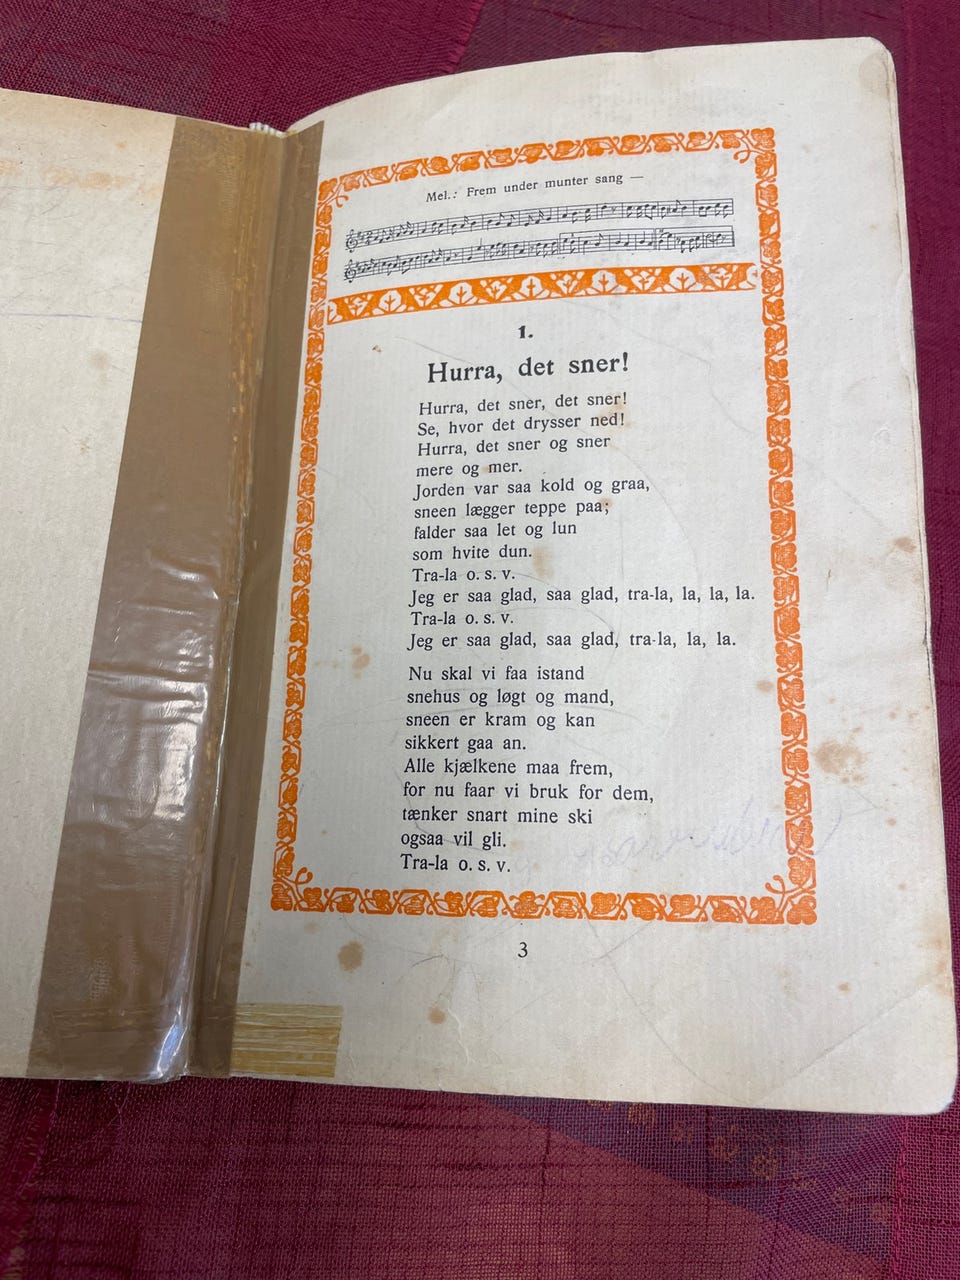 Mel.: Frem under munter sang —
1.
Hurra, det sner!
Hurra, det sner, det sner!
Se, hvor det drysser ned!
Hurra, det sner og sner
mere og mer.
Jorden var saa kold og graa,
sneen lægger teppe paa;
falder saa let og lun
som hvite dun.
Tra-la o. s. v.
Jeg er saa glad, saa glad, tra-la, la, la, la.
Tra-la o. s. v.
Jeg er saa glad, saa glad, tra-la, la, la.
Nu skal vi faa istand
snehus og løgt og mand,
sneen er kram og kan
sikkert gaa an.
Alle kjælkene maa frem,
for nu faar vi bruk for dem,
tænker snart mine ski
ogsaa vil gli.
Tra-la o. s. v.
3